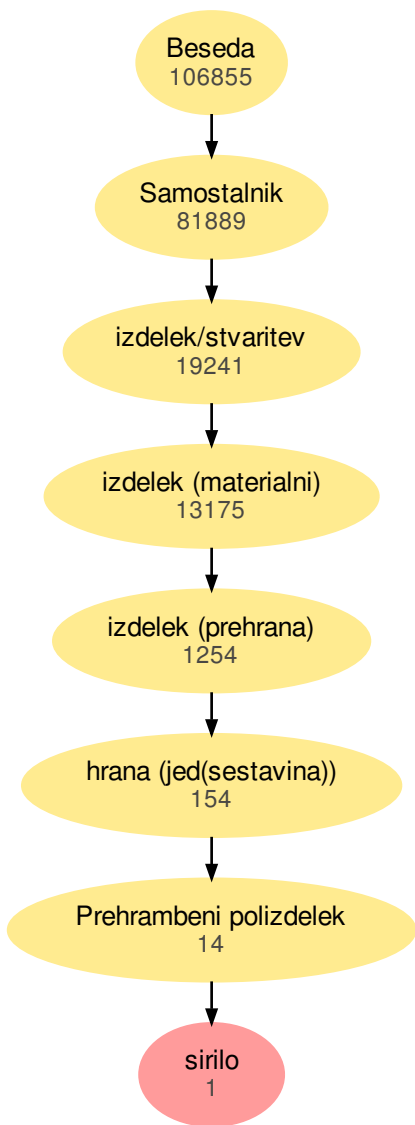 Beseda
106855
Samostalnik
81889
izdelek/stvaritev
19241
izdelek (materialni)
13175
izdelek (prehrana)
1254
hrana (jed(sestavina))
154
Prehrambeni polizdelek
14
sirilo
1